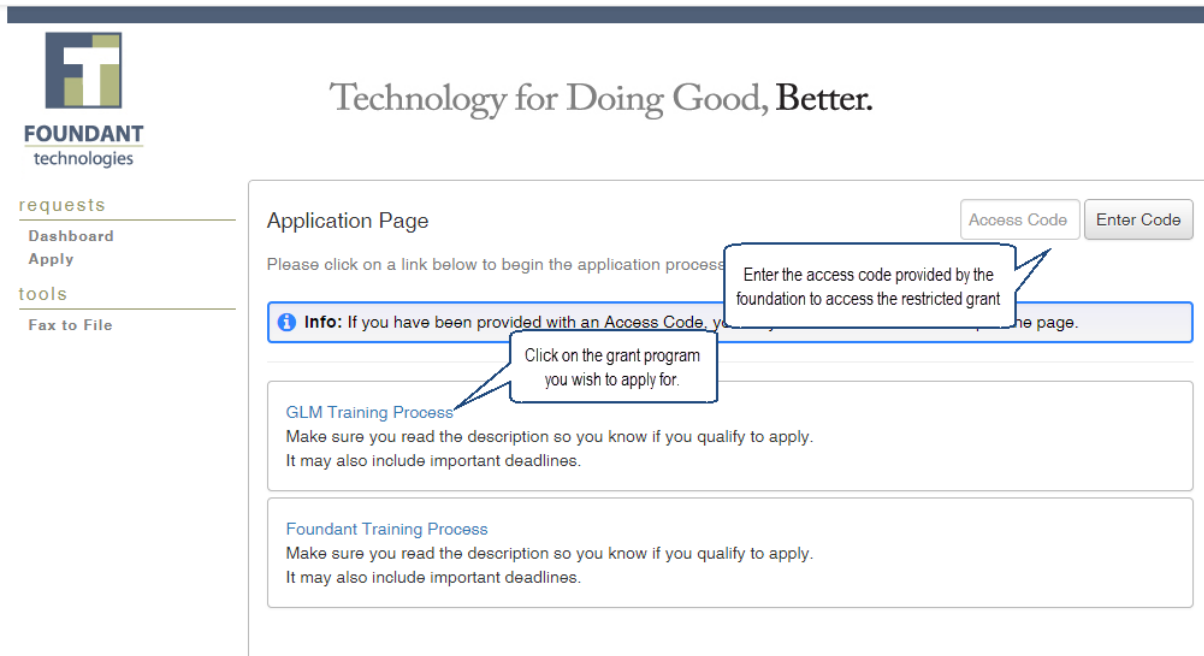 FOUNDANT
technologies
Technology for Doing Good, Better.
requests
Dashboard
Apply
tools
Fax to File
Application Page
Access Code
Enter Code
Please click on a link below to begin the application process
Enter the access code provided by the
foundation to access the restricted grant
Info: If you have been provided with an Access Code, page.
Click on the grant program
you wish to apply for.
GLM Training Process
Make sure you read the description so you know if you qualify to apply.
It may also include important deadlines.
Foundant Training Process
Make sure you read the description so you know if you qualify to apply.
It may also include important deadlines.